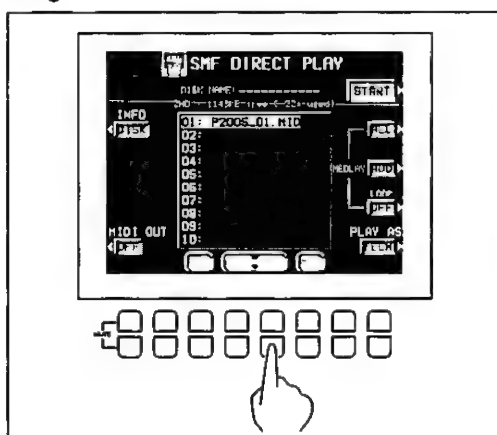 SMF DIRECT PLAY
DISK NAME:
START
INFO
DISK
01: P2005_01.MID
02:
03:
04:
05:
06:
07:
08:
09:
10:
ALL
MEDLAY
ADD
LOOP
OFF
MIDI OUT
OFF
PLAY AS